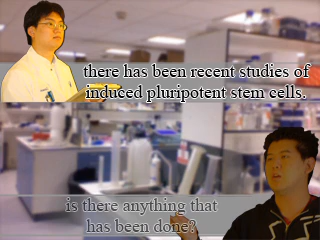 there has been recent studies of
induced pluripotent stem cells.
is there anything that
has been done?